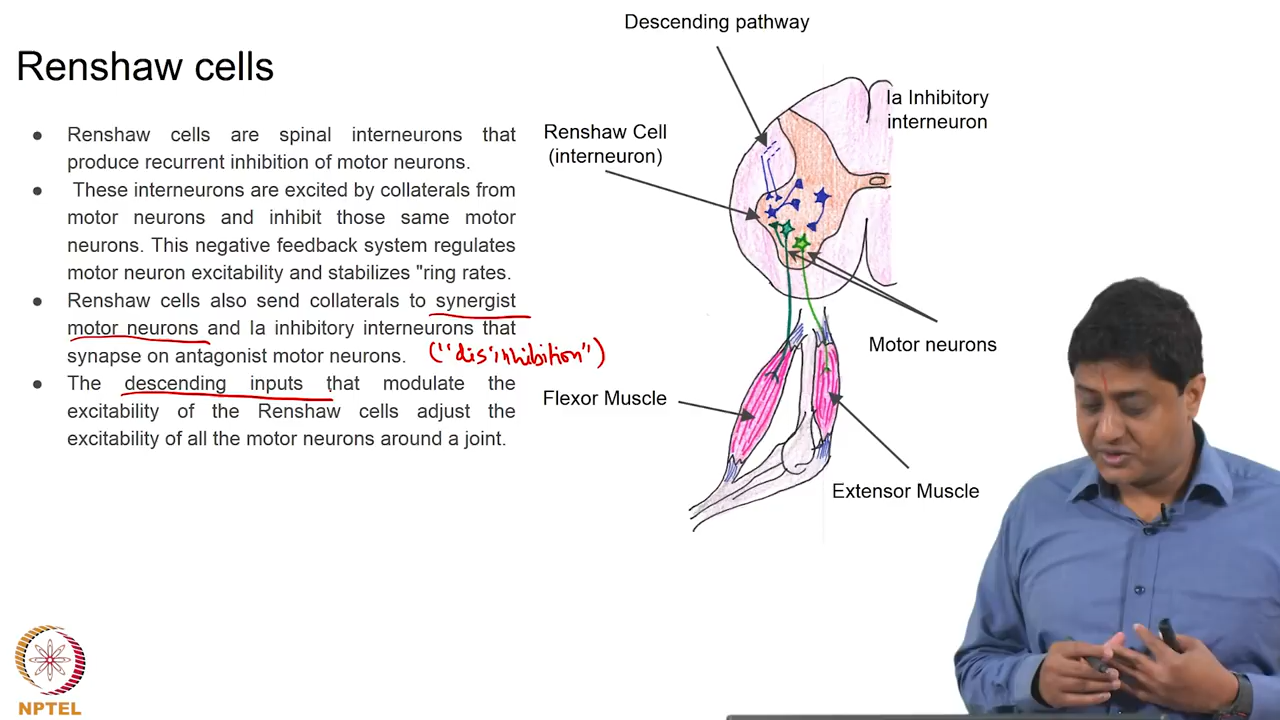 Renshaw cells
● Renshaw cells are spinal interneurons that
produce recurrent inhibition of motor neurons.
● These interneurons are excited by collaterals from
motor neurons and inhibit those same motor
neurons. This negative feedback system regulates
motor neuron excitability and stabilizes "ring rates.
● Renshaw cells also send collaterals to synergist
motor neurons and Ia inhibitory interneurons that
synapse on antagonist motor neurons. ("disinhibition")
● The descending inputs that modulate the
excitability of the Renshaw cells adjust the
excitability of all the motor neurons around a joint.
Descending pathway
Ia Inhibitory
interneuron
Renshaw Cell
(interneuron)
Motor neurons
Flexor Muscle
Extensor Muscle
NPTEL